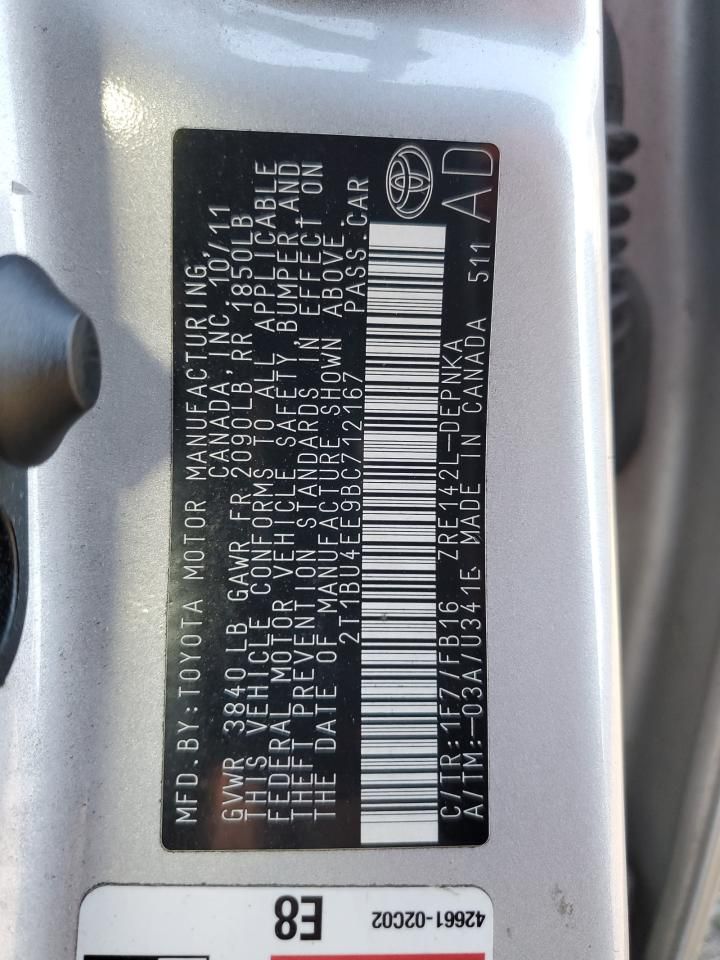 MFD.BY:TOYOTA MOTOR MANUFACTURING,
CANADA,INC. 10/11
GVWR 3840 LB GAWR FR 2090LB,RR 1850LB
THIS VEHICLE CONFORMS TO ALL APPLICABLE
FEDERAL MOTOR VEHICLE SAFETY,BUMPER,AND
THEFT PREVENTION STANDARDS IN EFFECT ON
THE DATE OF MANUFACTURE SHOWN ABOVE.
2T1BU4EE9BC712167 PASS.CAR
C/TR:1F7/FB16 ZRE142L-DEPNKA
A/TM:-03A/U341E MADE IN CANADA 511 AD
E8
42661-02C02